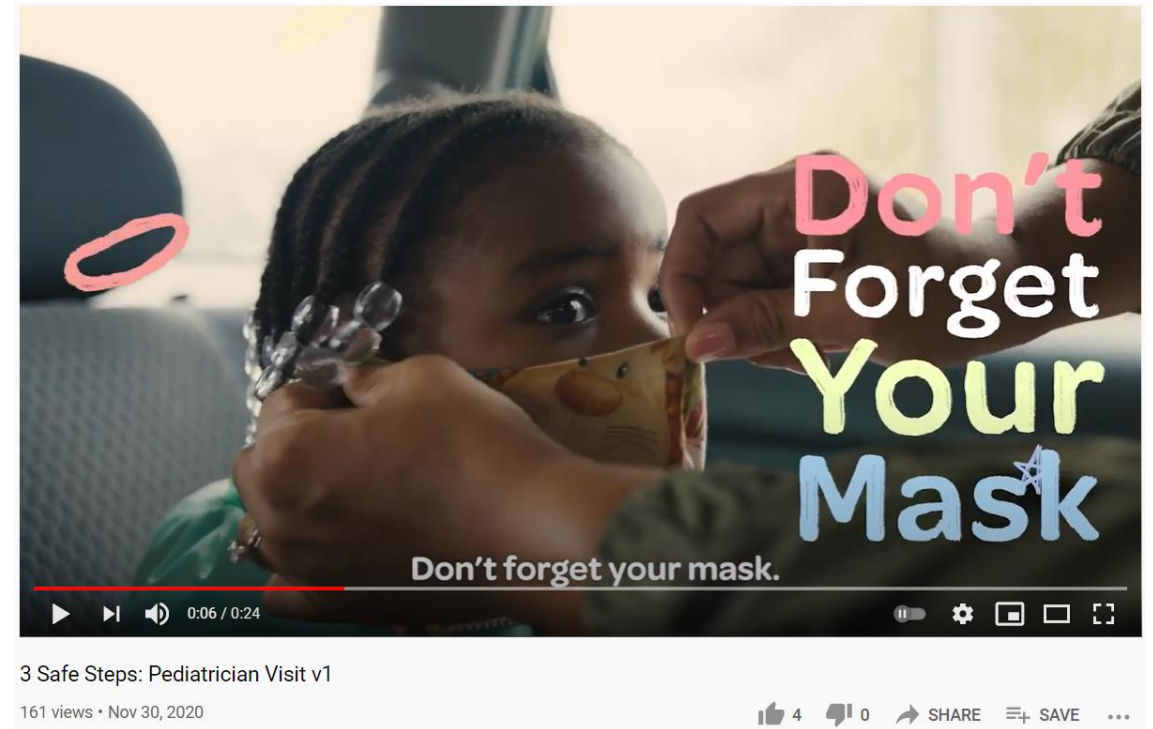 Don't
Forget
Your
Mask
Don't forget your mask.
0:06 / 0:24
3 Safe Steps: Pediatrician Visit v1
161 views • Nov 30, 2020
4 0 SHARE SAVE